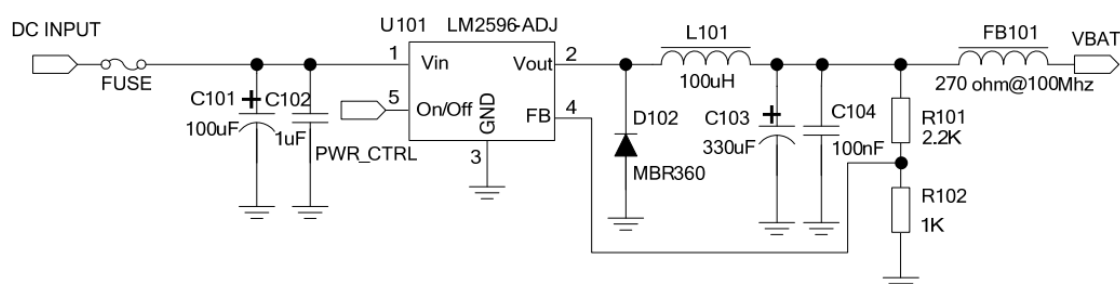 DC INPUT
FUSE
C101
100uF
C102
1uF
PWR_CTRL
U101
LM2596-ADJ
1
Vin
5
On/Off
GND
3
Vout
2
FB
4
D102
MBR360
L101
100uH
C103
330uF
C104
100nF
R101
2.2K
R102
1K
FB101
270 ohm@100Mhz
VBAT